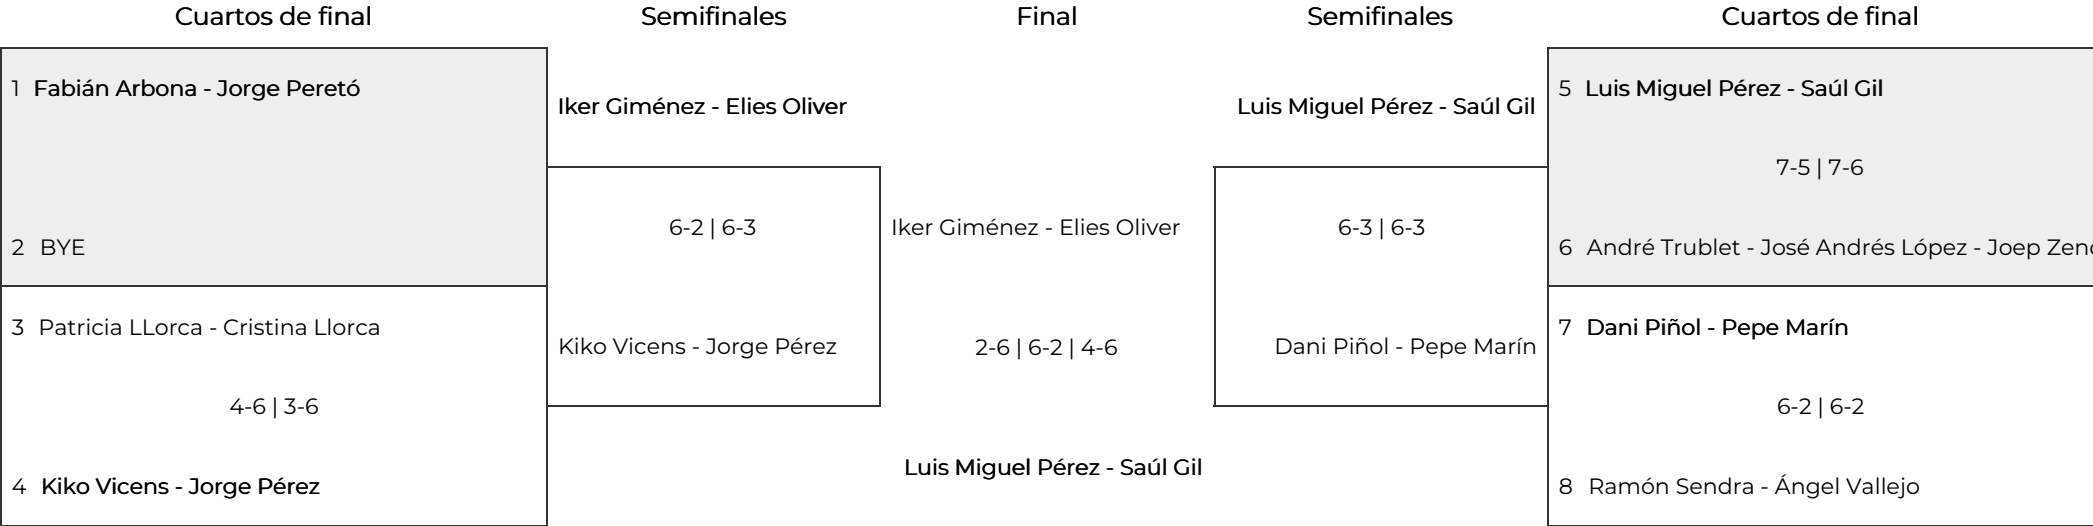 Cuartos de final
Semifinales
Final
Semifinales
Cuartos de final
1 Fabián Arbona - Jorge Peretó
2 BYE
3 Patricia LLorca - Cristina Llorca
4-6 | 3-6
4 Kiko Vicens - Jorge Pérez
Iker Giménez - Elies Oliver
6-2 | 6-3
Kiko Vicens - Jorge Pérez
Iker Giménez - Elies Oliver
2-6 | 6-2 | 4-6
Luis Miguel Pérez - Saúl Gil
Luis Miguel Pérez - Saúl Gil
6-3 | 6-3
Dani Piñol - Pepe Marín
5 Luis Miguel Pérez - Saúl Gil
7-5 | 7-6
6 André Trublet - José Andrés López - Joep
7 Dani Piñol - Pepe Marín
6-2 | 6-2
8 Ramón Sendra - Ángel Vallejo